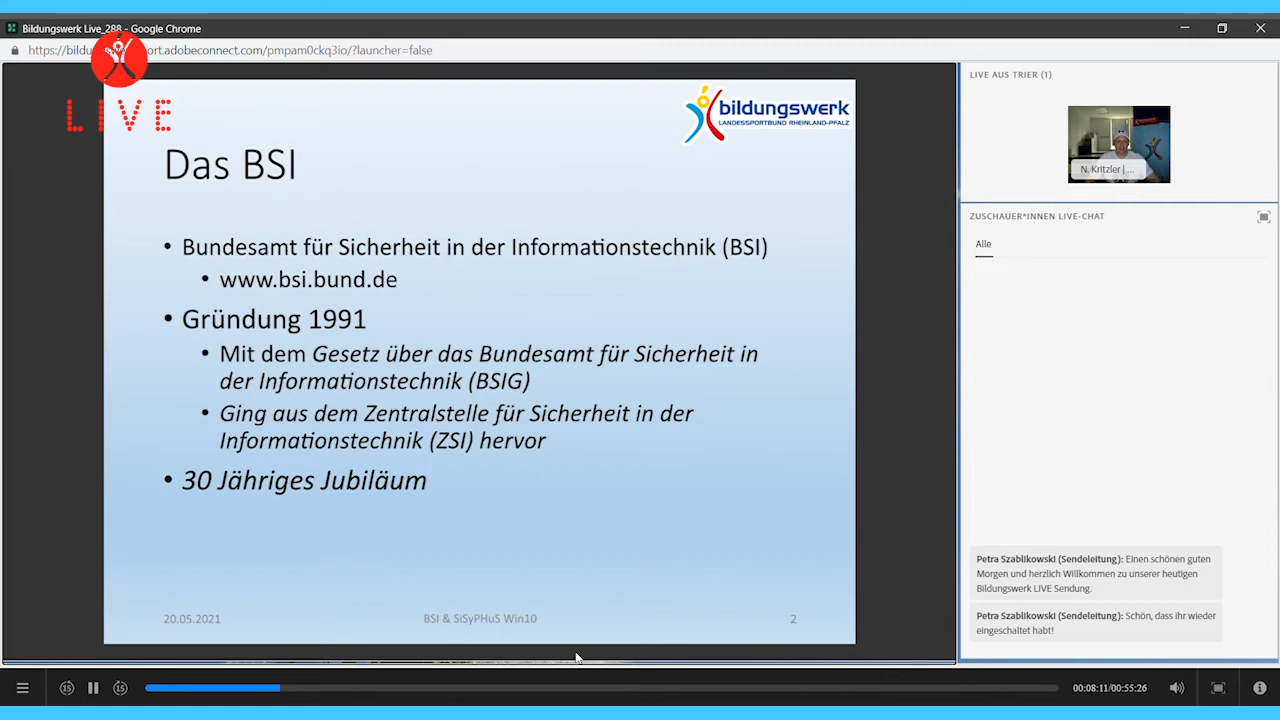 Bildungswerk Live_288 - Google Chrome
https://bildu port.adobeconnect.com/pmpam0ckq3io/?launcher=false
LIVE
bildungswerk
LANDESSPORTBUND RHEINLAND-PFALZ
Das BSI
• Bundesamt für Sicherheit in der Informationstechnik (BSI)
• www.bsi.bund.de
• Gründung 1991
• Mit dem Gesetz über das Bundesamt für Sicherheit in
der Informationstechnik (BSIG)
• Ging aus dem Zentralstelle für Sicherheit in der
Informationstechnik (ZSI) hervor
• 30 Jähriges Jubiläum
20.05.2021
BSI & SiSyPHuS Win10
2
LIVE AUS TRIER (1)
N. Kritzler | ...
ZUSCHAUER*INNEN LIVE-CHAT
Alle
Petra Szablikowski (Sendeleitung): Einen schönen guten
Morgen und herzlich Willkommen zu unserer heutigen
Bildungswerk LIVE Sendung.
Petra Szablikowski (Sendeleitung): Schön, dass ihr wieder
eingeschaltet habt!
15
15
00:08:11/00:55:26